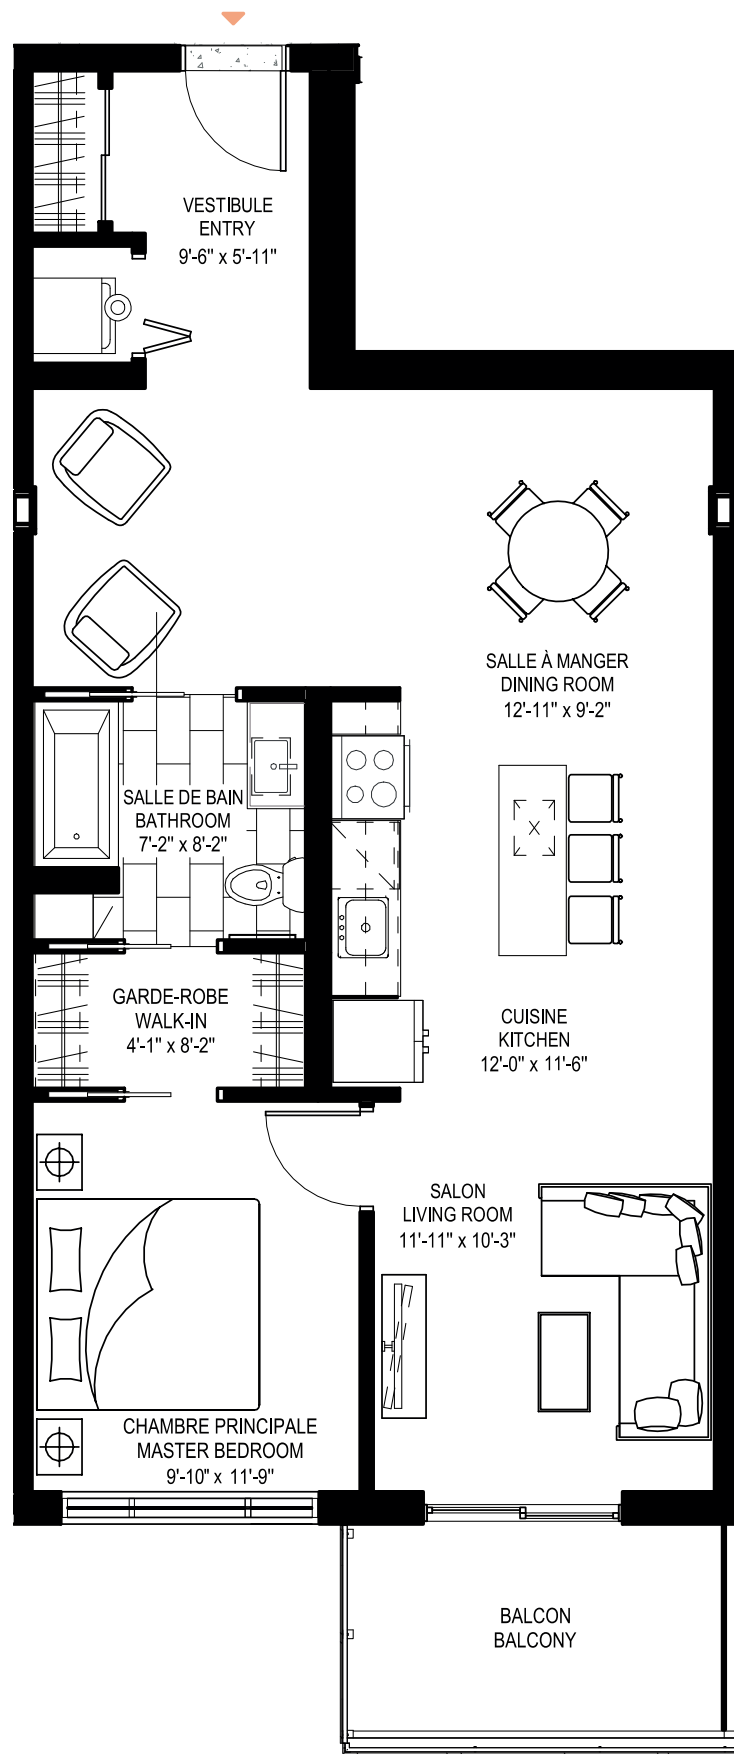 VESTIBULE
ENTRY
9'-6" x 5'-11"
SALLE À MANGER
DINING ROOM
12'-11" x 9'-2"
SALLE DE BAIN
BATHROOM
7'-2" x 8'-2"
GARDE-ROBE
WALK-IN
4'-1" x 8'-2"
CUISINE
KITCHEN
12'-0" x 11'-6"
SALON
LIVING ROOM
11'-11" x 10'-3"
CHAMBRE PRINCIPALE
MASTER BEDROOM
9'-10" x 11'-9"
BALCON
BALCONY